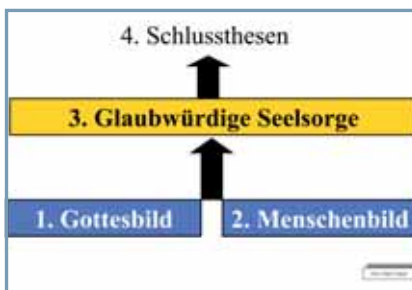 4. Schlussthesen
3. Glaubwürdige Seelsorge
1. Gottesbild
2. Menschenbild